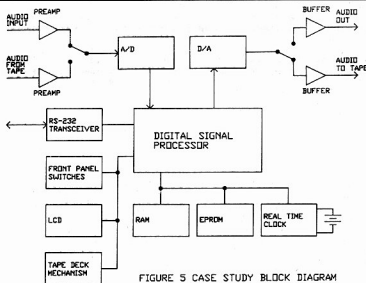 PREAMP
AUDIO
INPUT
AUDIO
FROM
TAPE
PREAMP
A/D
D/A
BUFFER
AUDIO
OUT
AUDIO
TO TAPE
BUFFER
RS-232
TRANSCEIVER
DIGITAL SIGNAL
PROCESSOR
FRONT PANEL
SWITCHES
LCD
TAPE DECK
MECHANISM
RAM
EPROM
REAL TIME
CLOCK
FIGURE 5 CASE STUDY BLOCK DIAGRAM